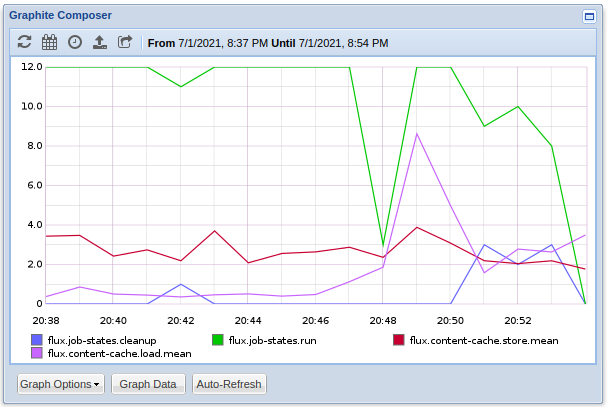 Graphite Composer
From 7/1/2021, 8:37 PM Until 7/1/2021, 8:54 PM
12.0
10.0
8.0
6.0
4.0
2.0
0
20:38 20:40 20:42 20:44 20:46 20:48 20:50 20:52
flux.job-states.cleanup flux.job-states.run flux.content-cache.store.mean
flux.content-cache.load.mean
Graph Options Graph Data Auto-Refresh